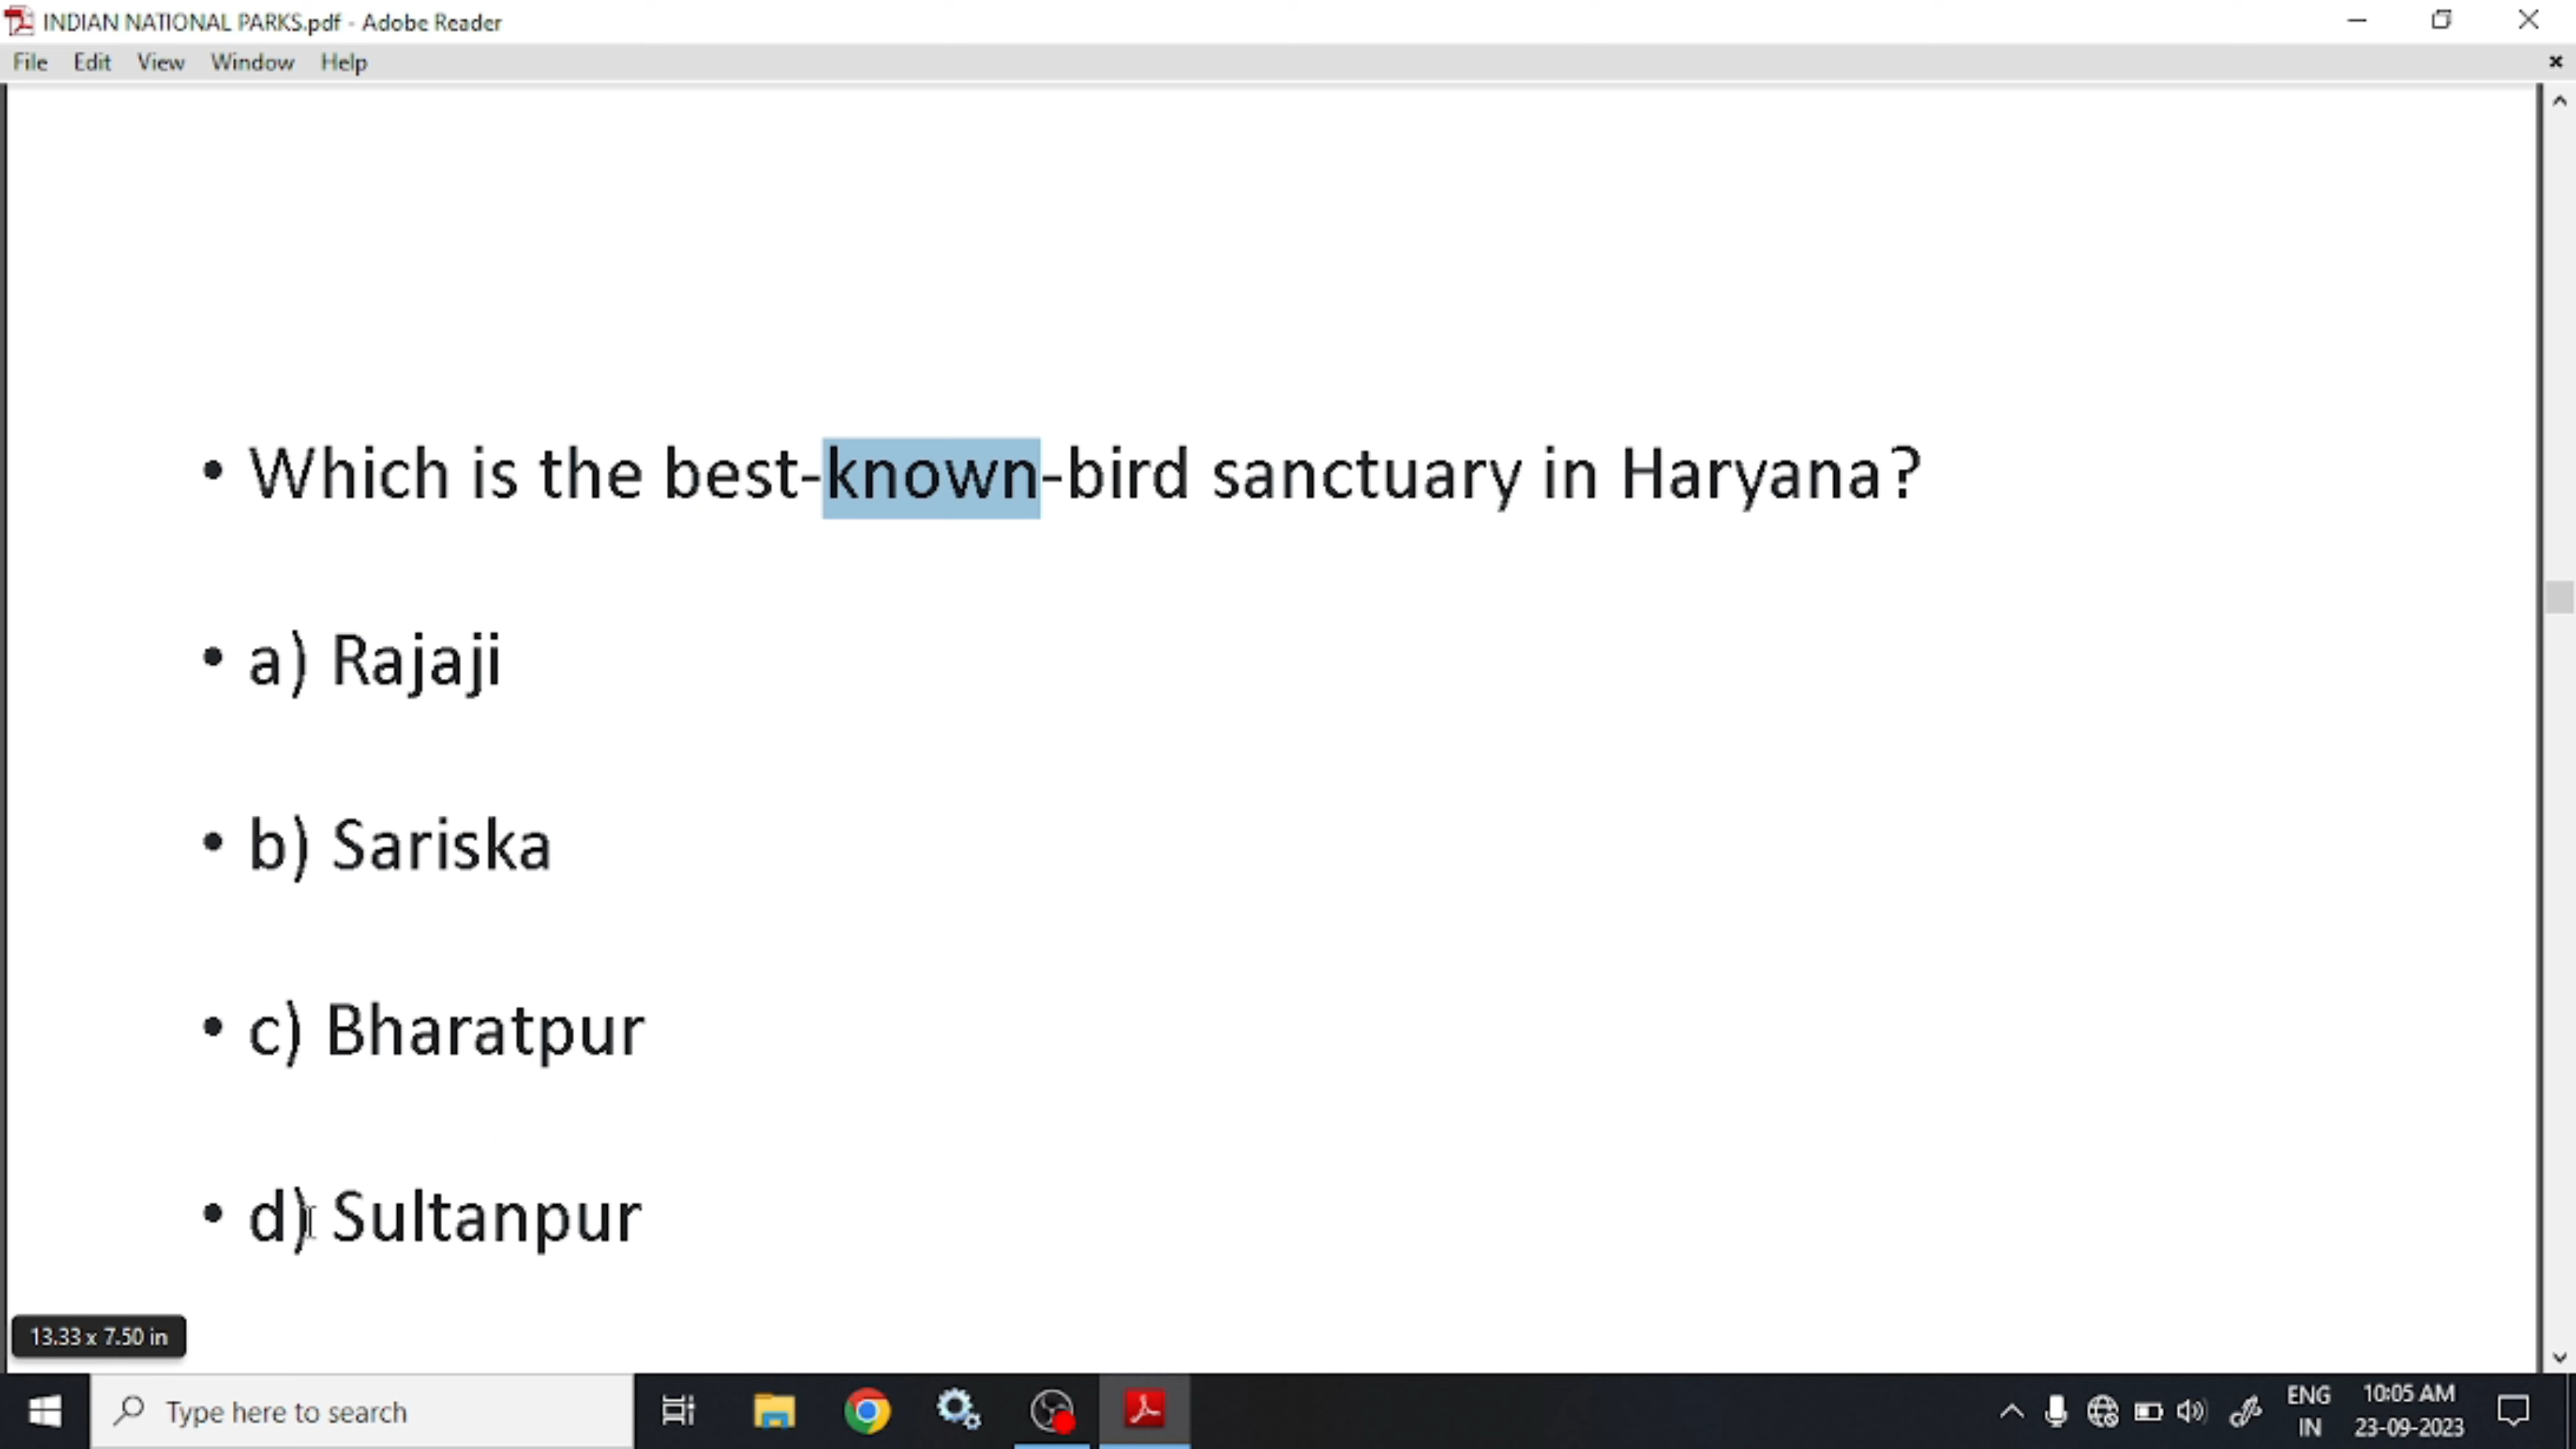 INDIAN NATIONAL PARKS.pdf - Adobe Reader
File Edit View Window Help
• Which is the best-known-bird sanctuary in Haryana?
• a) Rajaji
• b) Sariska
• c) Bharatpur
• d) Sultanpur
13.33 x 7.50 in
Type here to search
ENG
IN
10:05 AM
23-09-2023